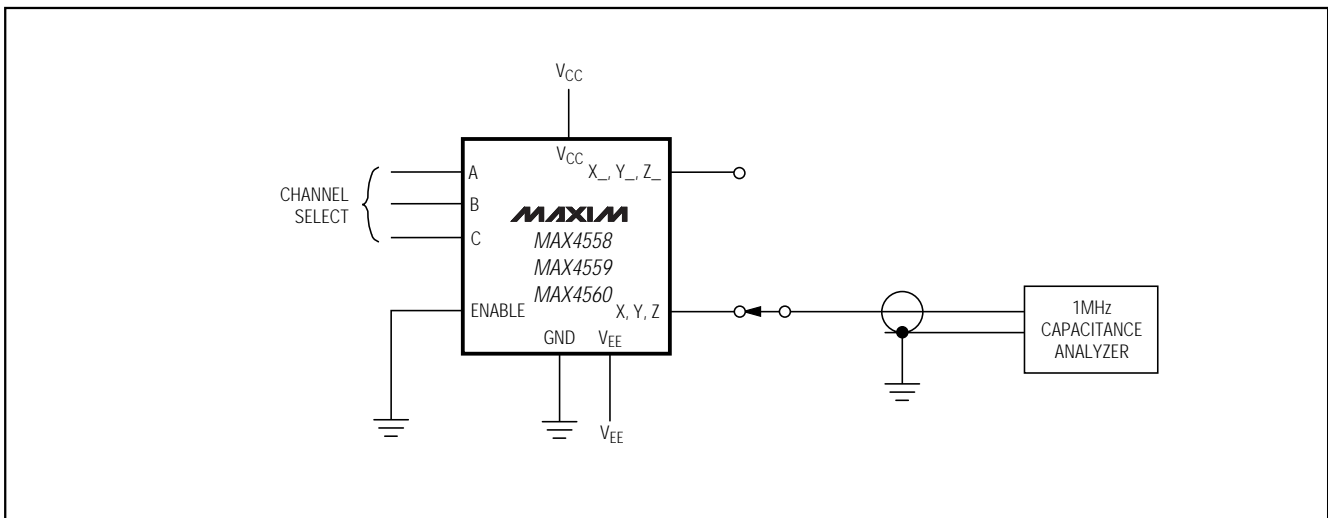 VCC
VCC
X_, Y_, Z_
A
CHANNEL
SELECT
B
MAXIM
C
MAX4558
MAX4559
MAX4560
ENABLE
X, Y, Z
GND
VEE
VEE
1MHz
CAPACITANCE
ANALYZER